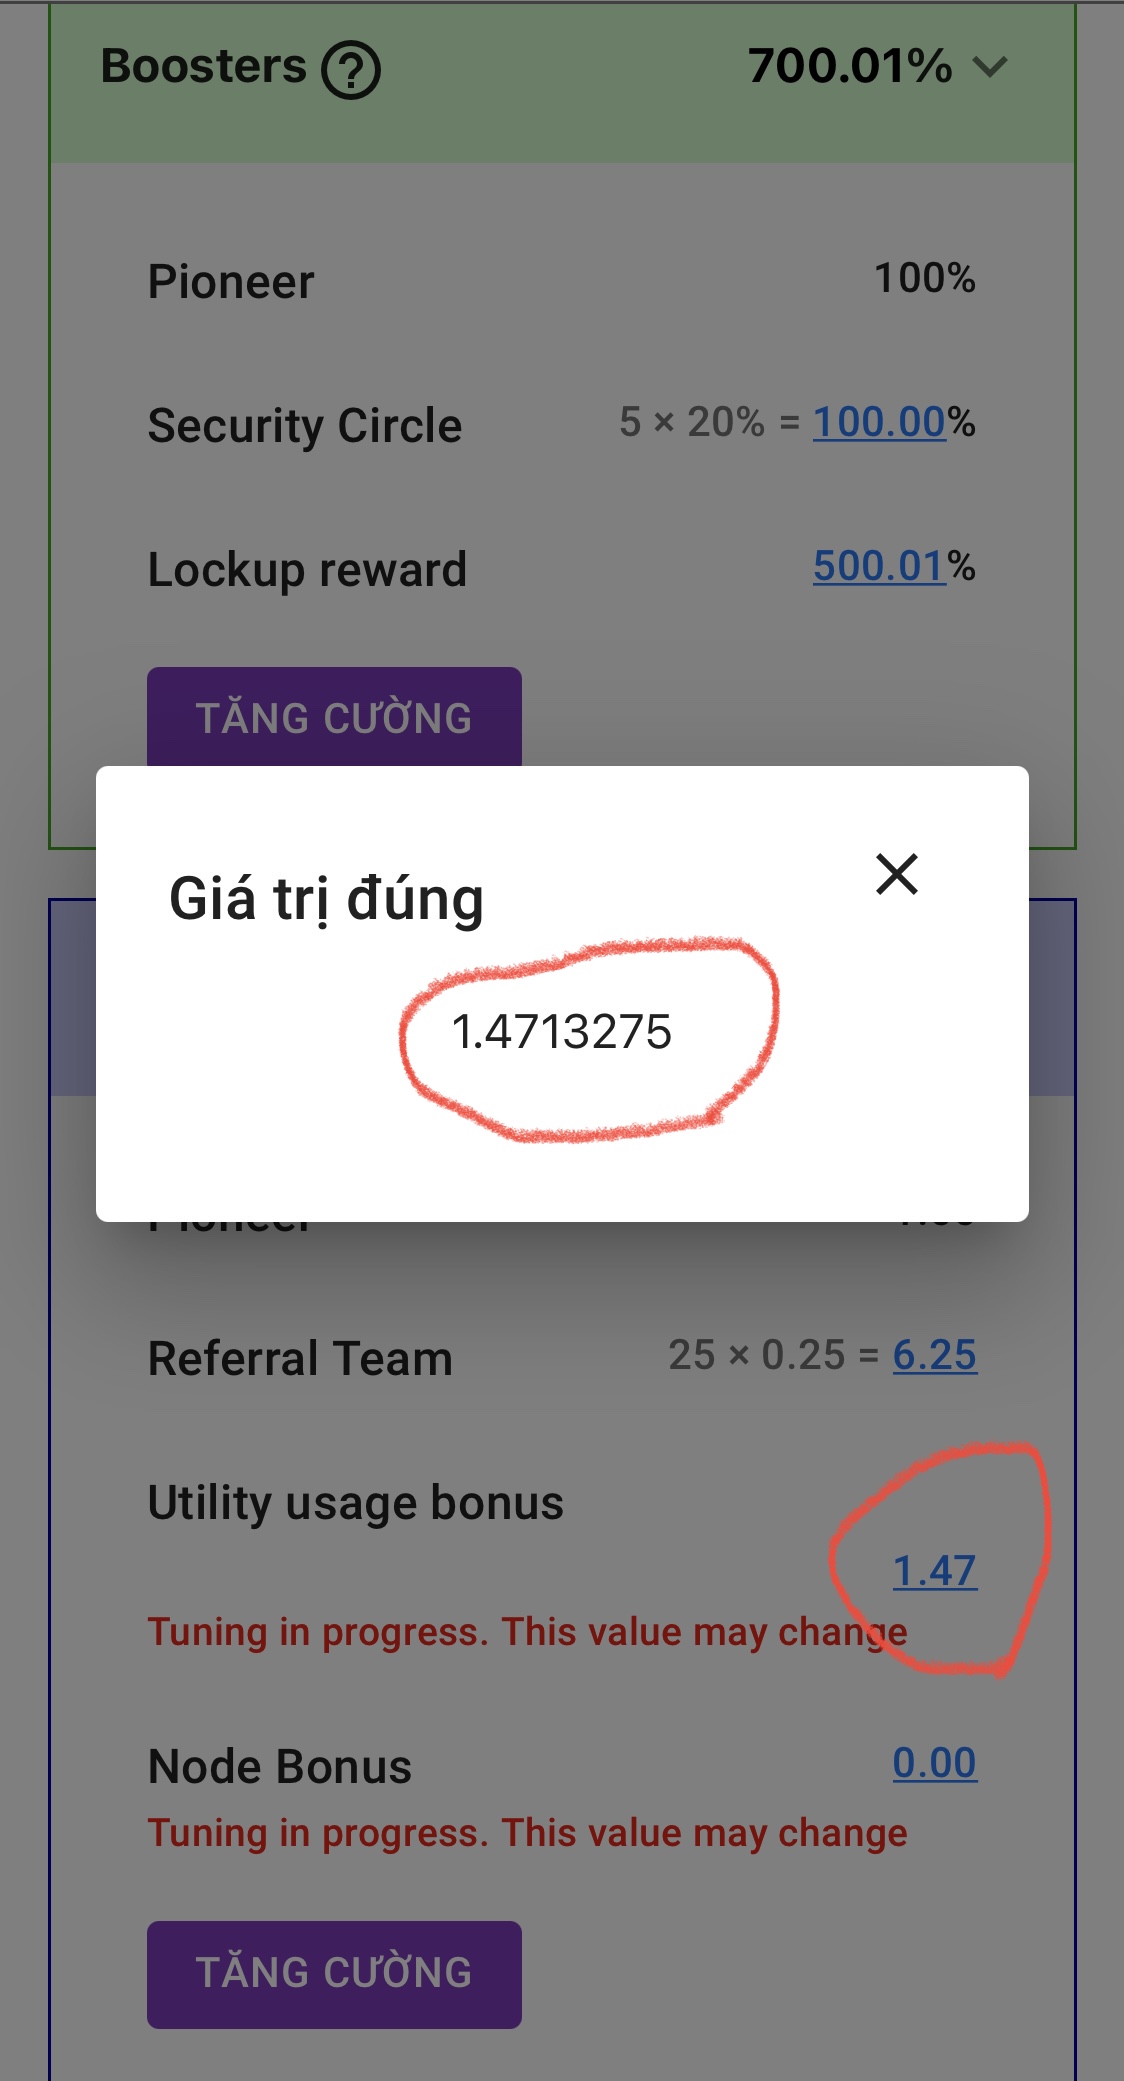 Boosters ? 700.01%
Pioneer 100%
Security Circle 5 × 20% = 100.00%
Lockup reward 500.01%
TĂNG CƯỜNG
Giá trị đúng
1.4713275
Pioneer
Referral Team 25 × 0.25 = 6.25
Utility usage bonus
1.47
Tuning in progress. This value may change
Node Bonus 0.00
Tuning in progress. This value may change
TĂNG CƯỜNG